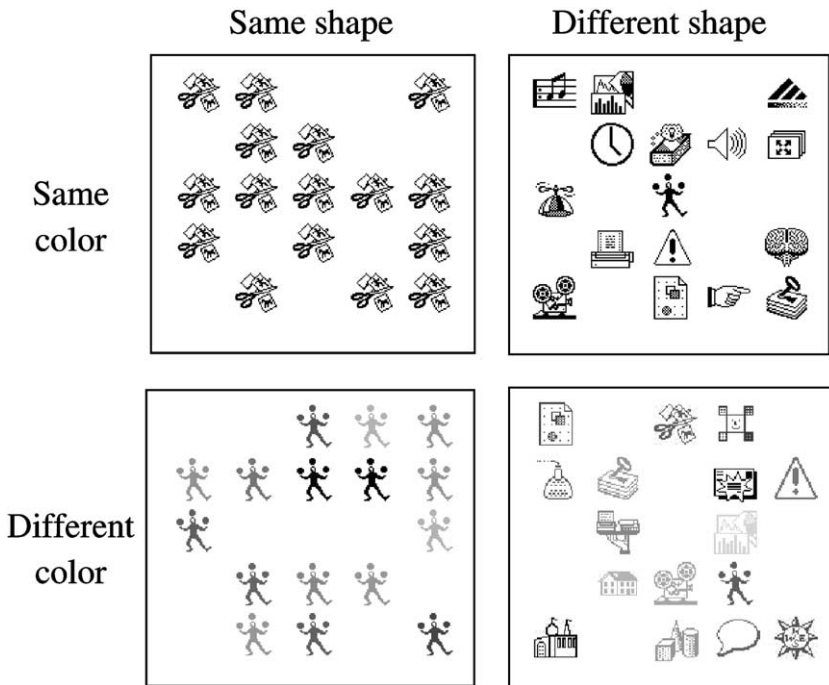 Same shape
Different shape
Same
color
Different
color